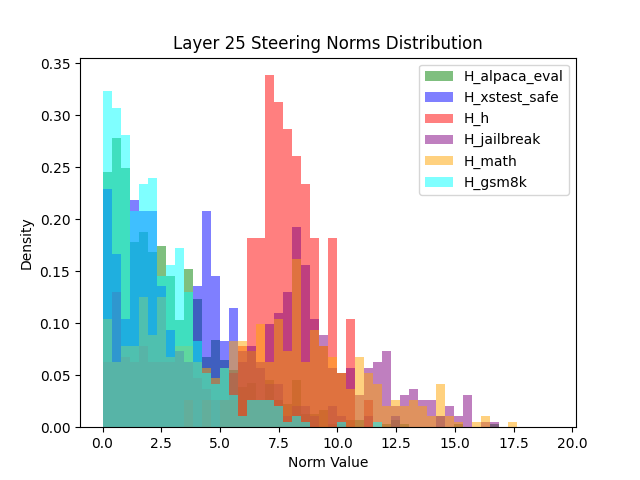 Layer 25 Steering Norms Distribution
0.35
0.30
0.25
0.20
0.15
0.10
0.05
0.00
Density
H_alpaca_eval
H_xstest_safe
H_h
H_jailbreak
H_math
H_gsm8k
0.0 2.5 5.0 7.5 10.0 12.5 15.0 17.5 20.0
Norm Value